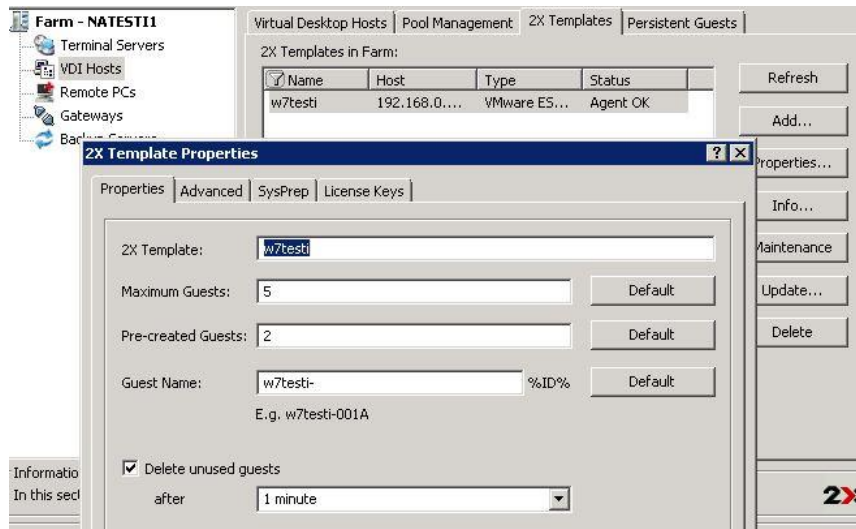 Farm - NATESTI1
Terminal Servers
VDI Hosts
Remote PCs
Gateways
Virtual Desktop Hosts Pool Management 2X Templates Persistent Guests
2X Templates in Farm:
Name Host Type Status
w7testi 192.168.0.... VMware ES... Agent OK
Refresh
Add...
Properties...
Info...
Maintenance
Update...
Delete
2X Template Properties
Properties Advanced SysPrep License Keys
2X Template: w7testi
Maximum Guests: 5 Default
Pre-created Guests: 2 Default
Guest Name: w7testi- %ID% Default
E.g. w7testi-001A
Delete unused guests
after 1 minute
Informatio
In this sect
2X